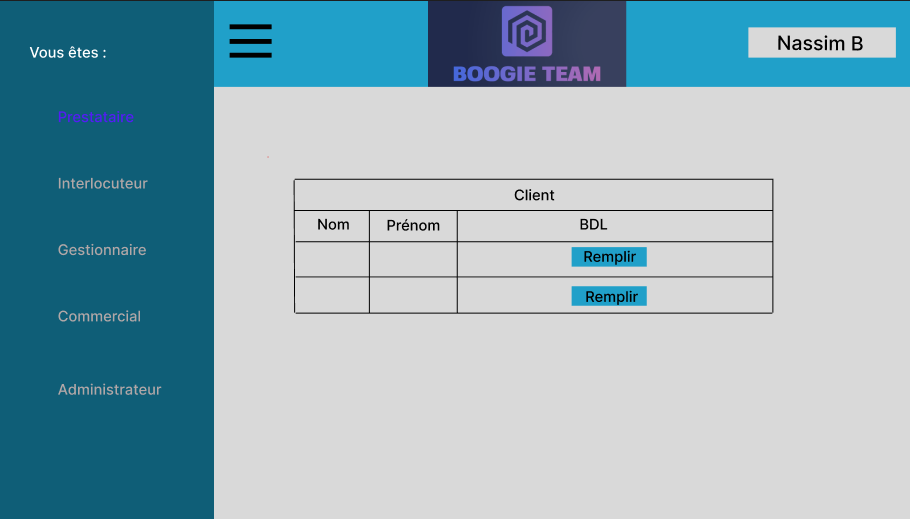 Vous êtes :
Prestataire
Interlocuteur
Gestionnaire
Commercial
Administrateur
BOOGIE TEAM
Nassim B
Client
Nom Prénom BDL
Remplir
Remplir